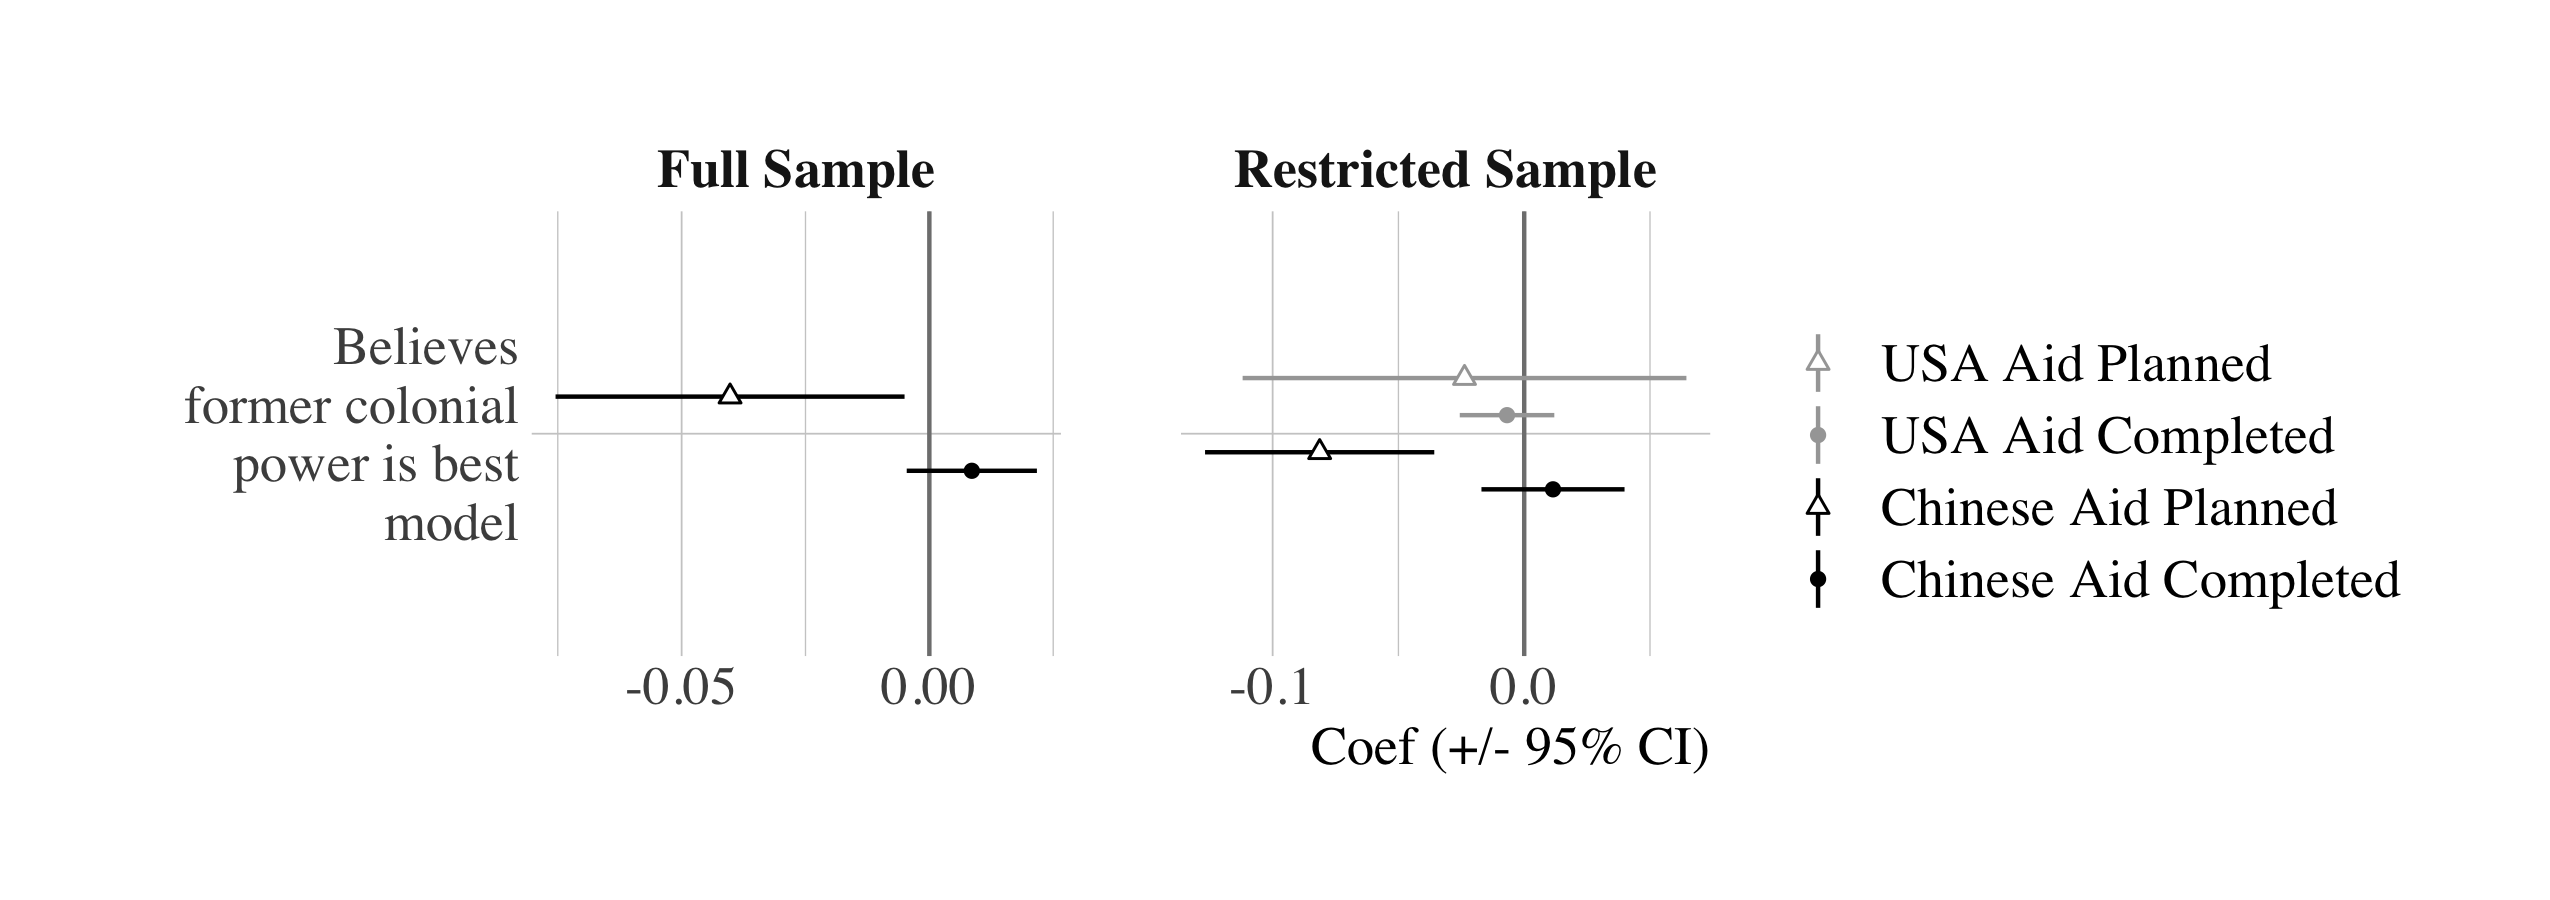 Full Sample
Restricted Sample
Believes
former colonial
power is best
model
-0.05
0.00
-0.1
0.0
Coef (+/- 95% CI)
USA Aid Planned
USA Aid Completed
Chinese Aid Planned
Chinese Aid Completed